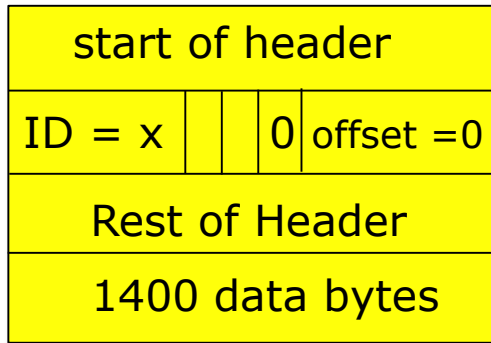 start of header
ID = x 0 offset =0
Rest of Header
1400 data bytes